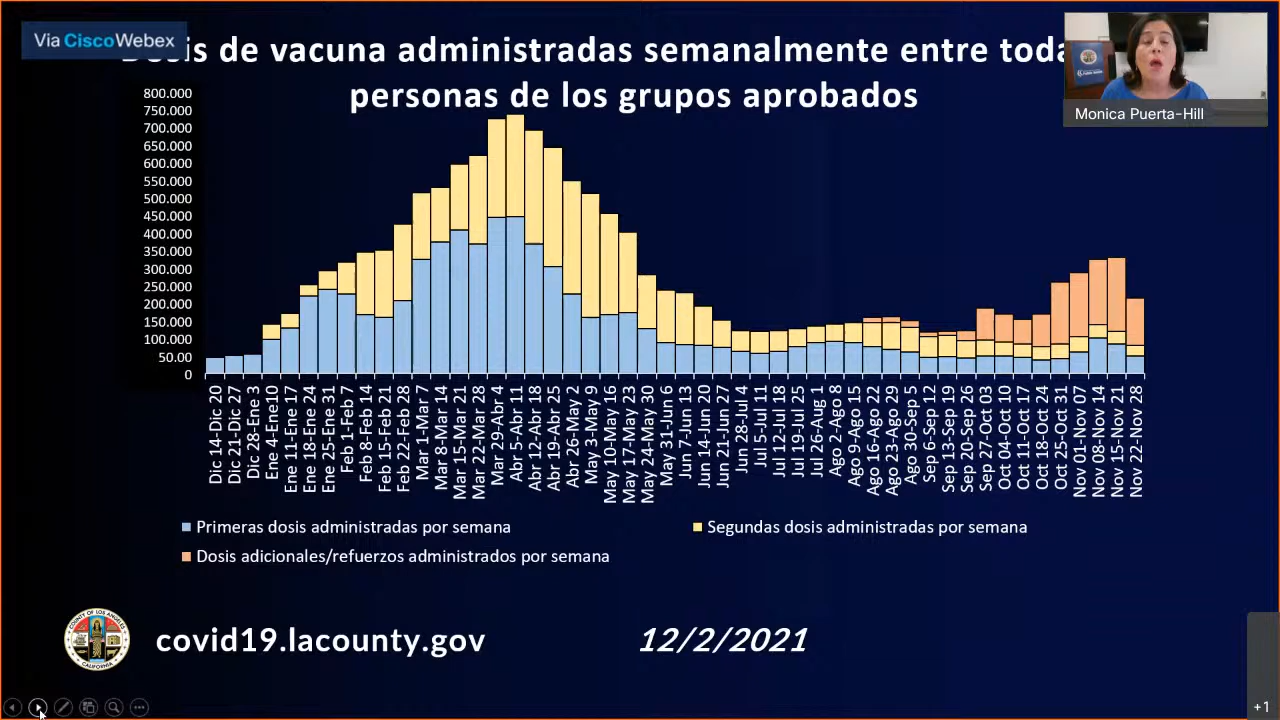 Via CiscoWebex
is de vacuna administradas semanalmente entre toda
personas de los grupos aprobados
Monica Puerta-Hill
800.000
750.000
700.000
650.000
600.000
550.000
500.000
450.000
400.000
350.000
300.000
250.000
200.000
150.000
100.000
50.00
0
Dic 14-Dic 20
Dic 21-Dic 27
Dic 28-Ene 3
Ene 4-Ene10
Ene 11-Ene 17
Ene 18-Ene 24
Ene 25-Ene 31
Feb 1-Feb 7
Feb 8-Feb 14
Feb 15-Feb 21
Feb 22-Feb 28
Mar 1-Mar 7
Mar 8-Mar 14
Mar 15-Mar 21
Mar 22-Mar 28
Mar 29-Abr 4
Abr 5-Abr 11
Abr 12-Abr 18
Abr 19-Abr 25
Abr 26-May 2
May 3-May 9
May 10-May 16
May 17-May 23
May 24-May 30
May 31-Jun 6
Jun 7-Jun 13
Jun 14-Jun 20
Jun 21-Jun 27
Jun 28-Jul 4
Jul 5-Jul 11
Jul 12-Jul 18
Jul 19-Jul 25
Jul 26-Aug 1
Ago 2-Ago 8
Ago 9-Ago 15
Ago 16-Ago 22
Ago 23-Ago 29
Ago 30-Sep 5
Sep 6-Sep 12
Sep 13-Sep 19
Sep 20-Sep 26
Sep 27-Oct 03
Oct 04-Oct 10
Oct 11-Oct 17
Oct 18-Oct 24
Oct 25-Oct 31
Nov 01-Nov 07
Nov 08-Nov 14
Nov 15-Nov 21
Nov 22-Nov 28
Primeras dosis administradas por semana
Segundas dosis administradas por semana
Dosis adicionales/refuerzos administrados por semana
COUNTY OF LOS ANGELES
CALIFORNIA
covid19.lacounty.gov
12/2/2021
+1